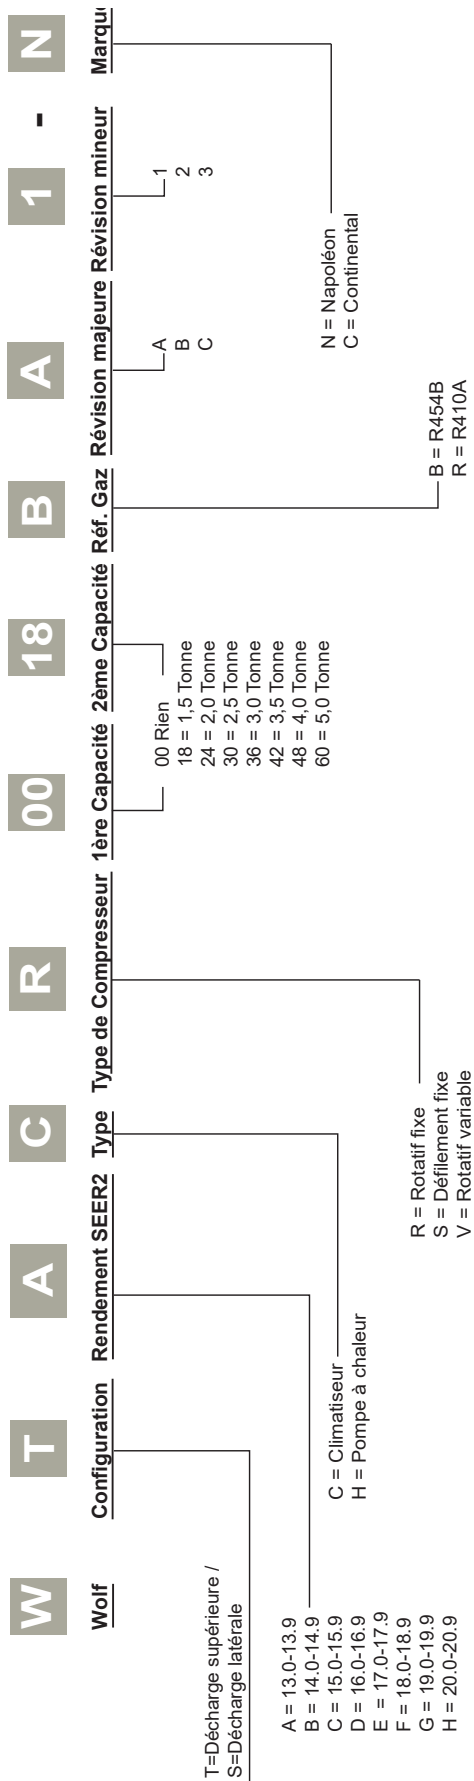 W T A C R 00 18 B A 1 - N
Wolf
Configuration
Rendement SEER2
Type
Type de Compresseur
1ère Capacité
2ème Capacité
Réf. Gaz
Révision majeure
Révision mineur
Marqu
T=Décharge supérieure /
S=Décharge latérale
A = 13.0-13.9
B = 14.0-14.9
C = 15.0-15.9
D = 16.0-16.9
E = 17.0-17.9
F = 18.0-18.9
G = 19.0-19.9
H = 20.0-20.9
C = Climatiseur
H = Pompe à chaleur
R = Rotatif fixe
S = Défilement fixe
V = Rotatif variable
00 Rien
18 = 1,5 Tonne
24 = 2,0 Tonne
30 = 2,5 Tonne
36 = 3,0 Tonne
42 = 3,5 Tonne
48 = 4,0 Tonne
60 = 5,0 Tonne
B = R454B
R = R410A
A
B
C
1
2
3
N = Napoléon
C = Continental